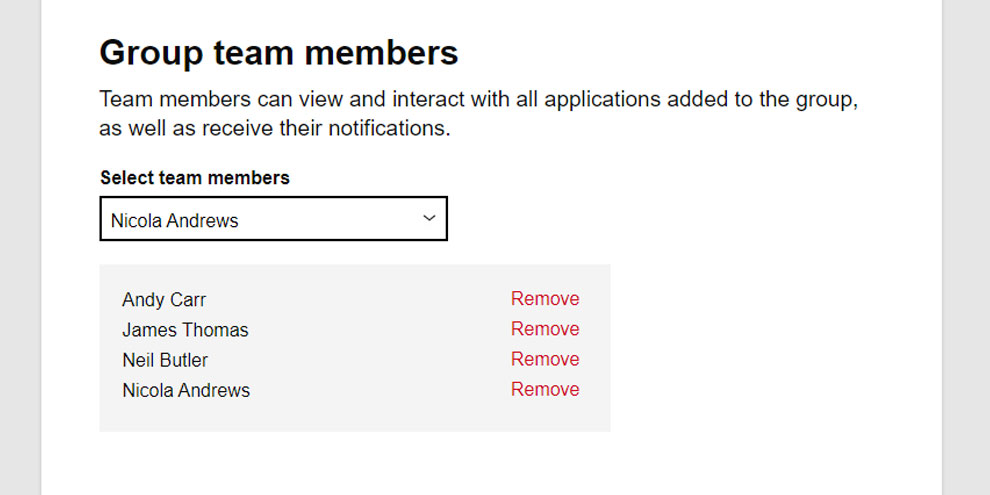 Group team members
Team members can view and interact with all applications added to the group,
as well as receive their notifications.
Select team members
Nicola Andrews
Andy Carr Remove
James Thomas Remove
Neil Butler Remove
Nicola Andrews Remove